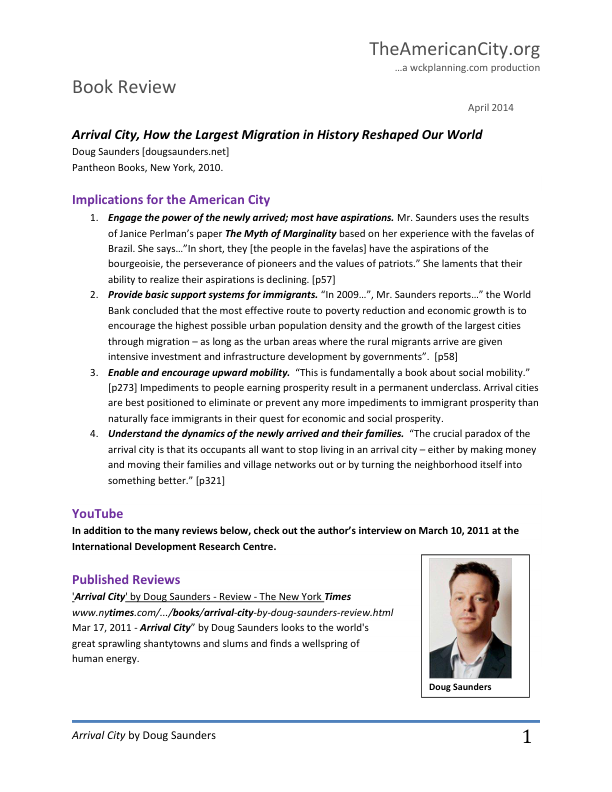 TheAmericanCity.org
…a wckplanning.com production
Book Review
April 2014
Arrival City, How the Largest Migration in History Reshaped Our World
Doug Saunders [dougsaunders.net]
Pantheon Books, New York, 2010.
Implications for the American City
1. Engage the power of the newly arrived; most have aspirations. Mr. Saunders uses the results
of Janice Perlman’s paper The Myth of Marginality based on her experience with the favelas of
Brazil. She says…“In short, they [the people in the favelas] have the aspirations of the
bourgeoisie, the perseverance of pioneers and the values of patriots.” She laments that their
ability to realize their aspirations is declining. [p57]
2. Provide basic support systems for immigrants. “In 2009…”, Mr. Saunders reports…” the World
Bank concluded that the most effective route to poverty reduction and economic growth is to
encourage the highest possible urban population density and the growth of the largest cities
through migration – as long as the urban areas where the rural migrants arrive are given
intensive investment and infrastructure development by governments”. [p58]
3. Enable and encourage upward mobility. “This is fundamentally a book about social mobility.”
[p273] Impediments to people earning prosperity result in a permanent underclass. Arrival cities
are best positioned to eliminate or prevent any more impediments to immigrant prosperity than
naturally face immigrants in their quest for economic and social prosperity.
4. Understand the dynamics of the newly arrived and their families. “The crucial paradox of the
arrival city is that its occupants all want to stop living in an arrival city – either by making money
and moving their families and village networks out or by turning the neighborhood itself into
something better.” [p321]
YouTube
In addition to the many reviews below, check out the author’s interview on March 10, 2011 at the
International Development Research Centre.
Published Reviews
'Arrival City' by Doug Saunders - Review - The New York Times
www.nytimes.com/.../books/arrival-city-by-doug-saunders-review.html
Mar 17, 2011 - Arrival City” by Doug Saunders looks to the world's
great sprawling shantytowns and slums and finds a wellspring of
human energy.
Doug Saunders
Arrival City by Doug Saunders 1